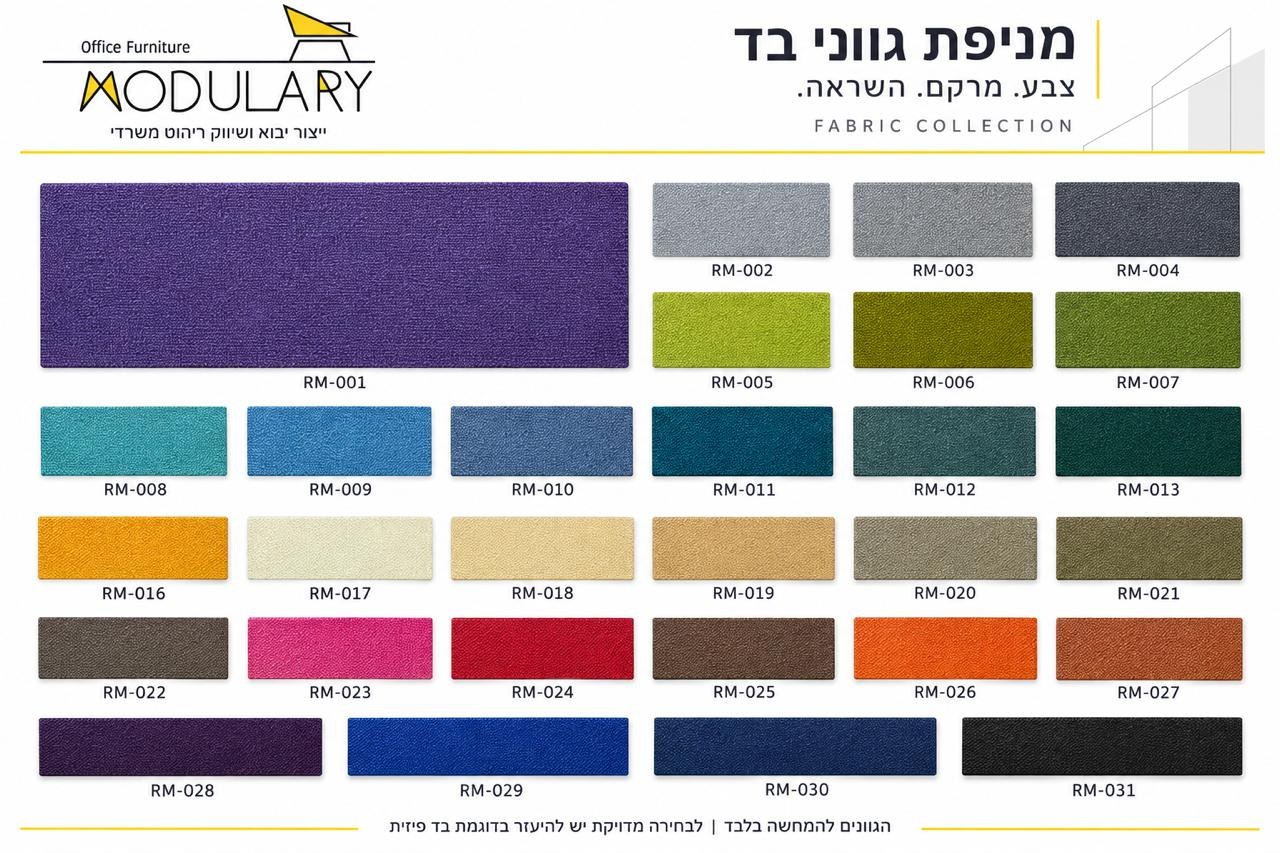 Office Furniture
MODULARY
ייצור יבוא ושיווק ריהוט משרדי
מניפת גווני בד
צבע. מרקם. השראה.
FABRIC COLLECTION
RM-001
RM-002
RM-003
RM-004
RM-005
RM-006
RM-007
RM-008
RM-009
RM-010
RM-011
RM-012
RM-013
RM-016
RM-017
RM-018
RM-019
RM-020
RM-021
RM-022
RM-023
RM-024
RM-025
RM-026
RM-027
RM-028
RM-029
RM-030
RM-031
הגוונים להמחשה בלבד | לבחירה מדויקת יש להיעזר בדוגמת בד פיזית